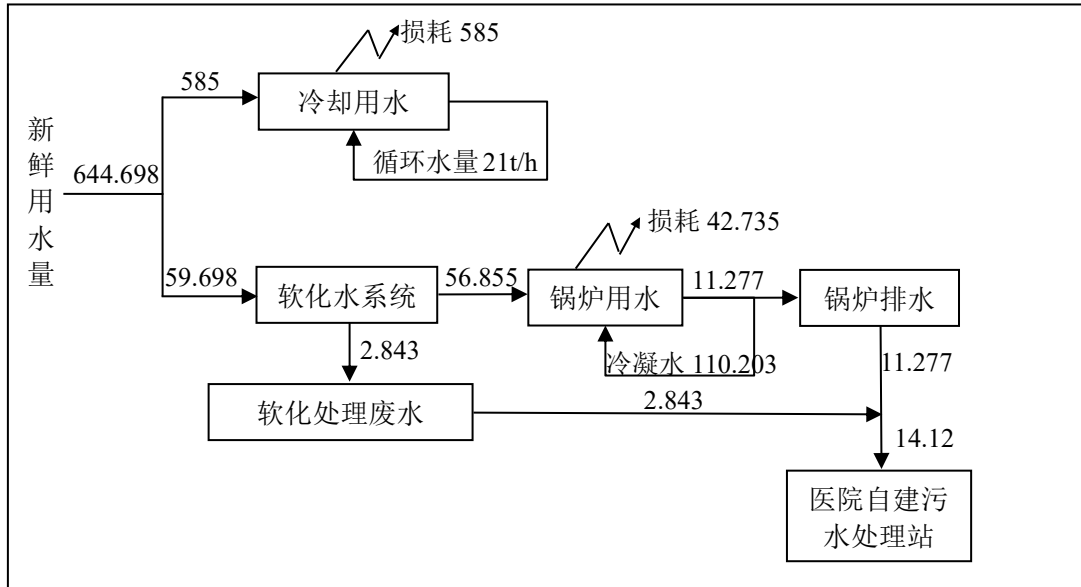 损耗 585
585
冷却用水
新鲜用水量
循环水量 21t/h
644.698
损耗 42.735
59.698
软化水系统
56.855
锅炉用水
11.277
锅炉排水
2.843
冷凝水 110.203
11.277
软化处理废水
2.843
14.12
医院自建污
水处理站